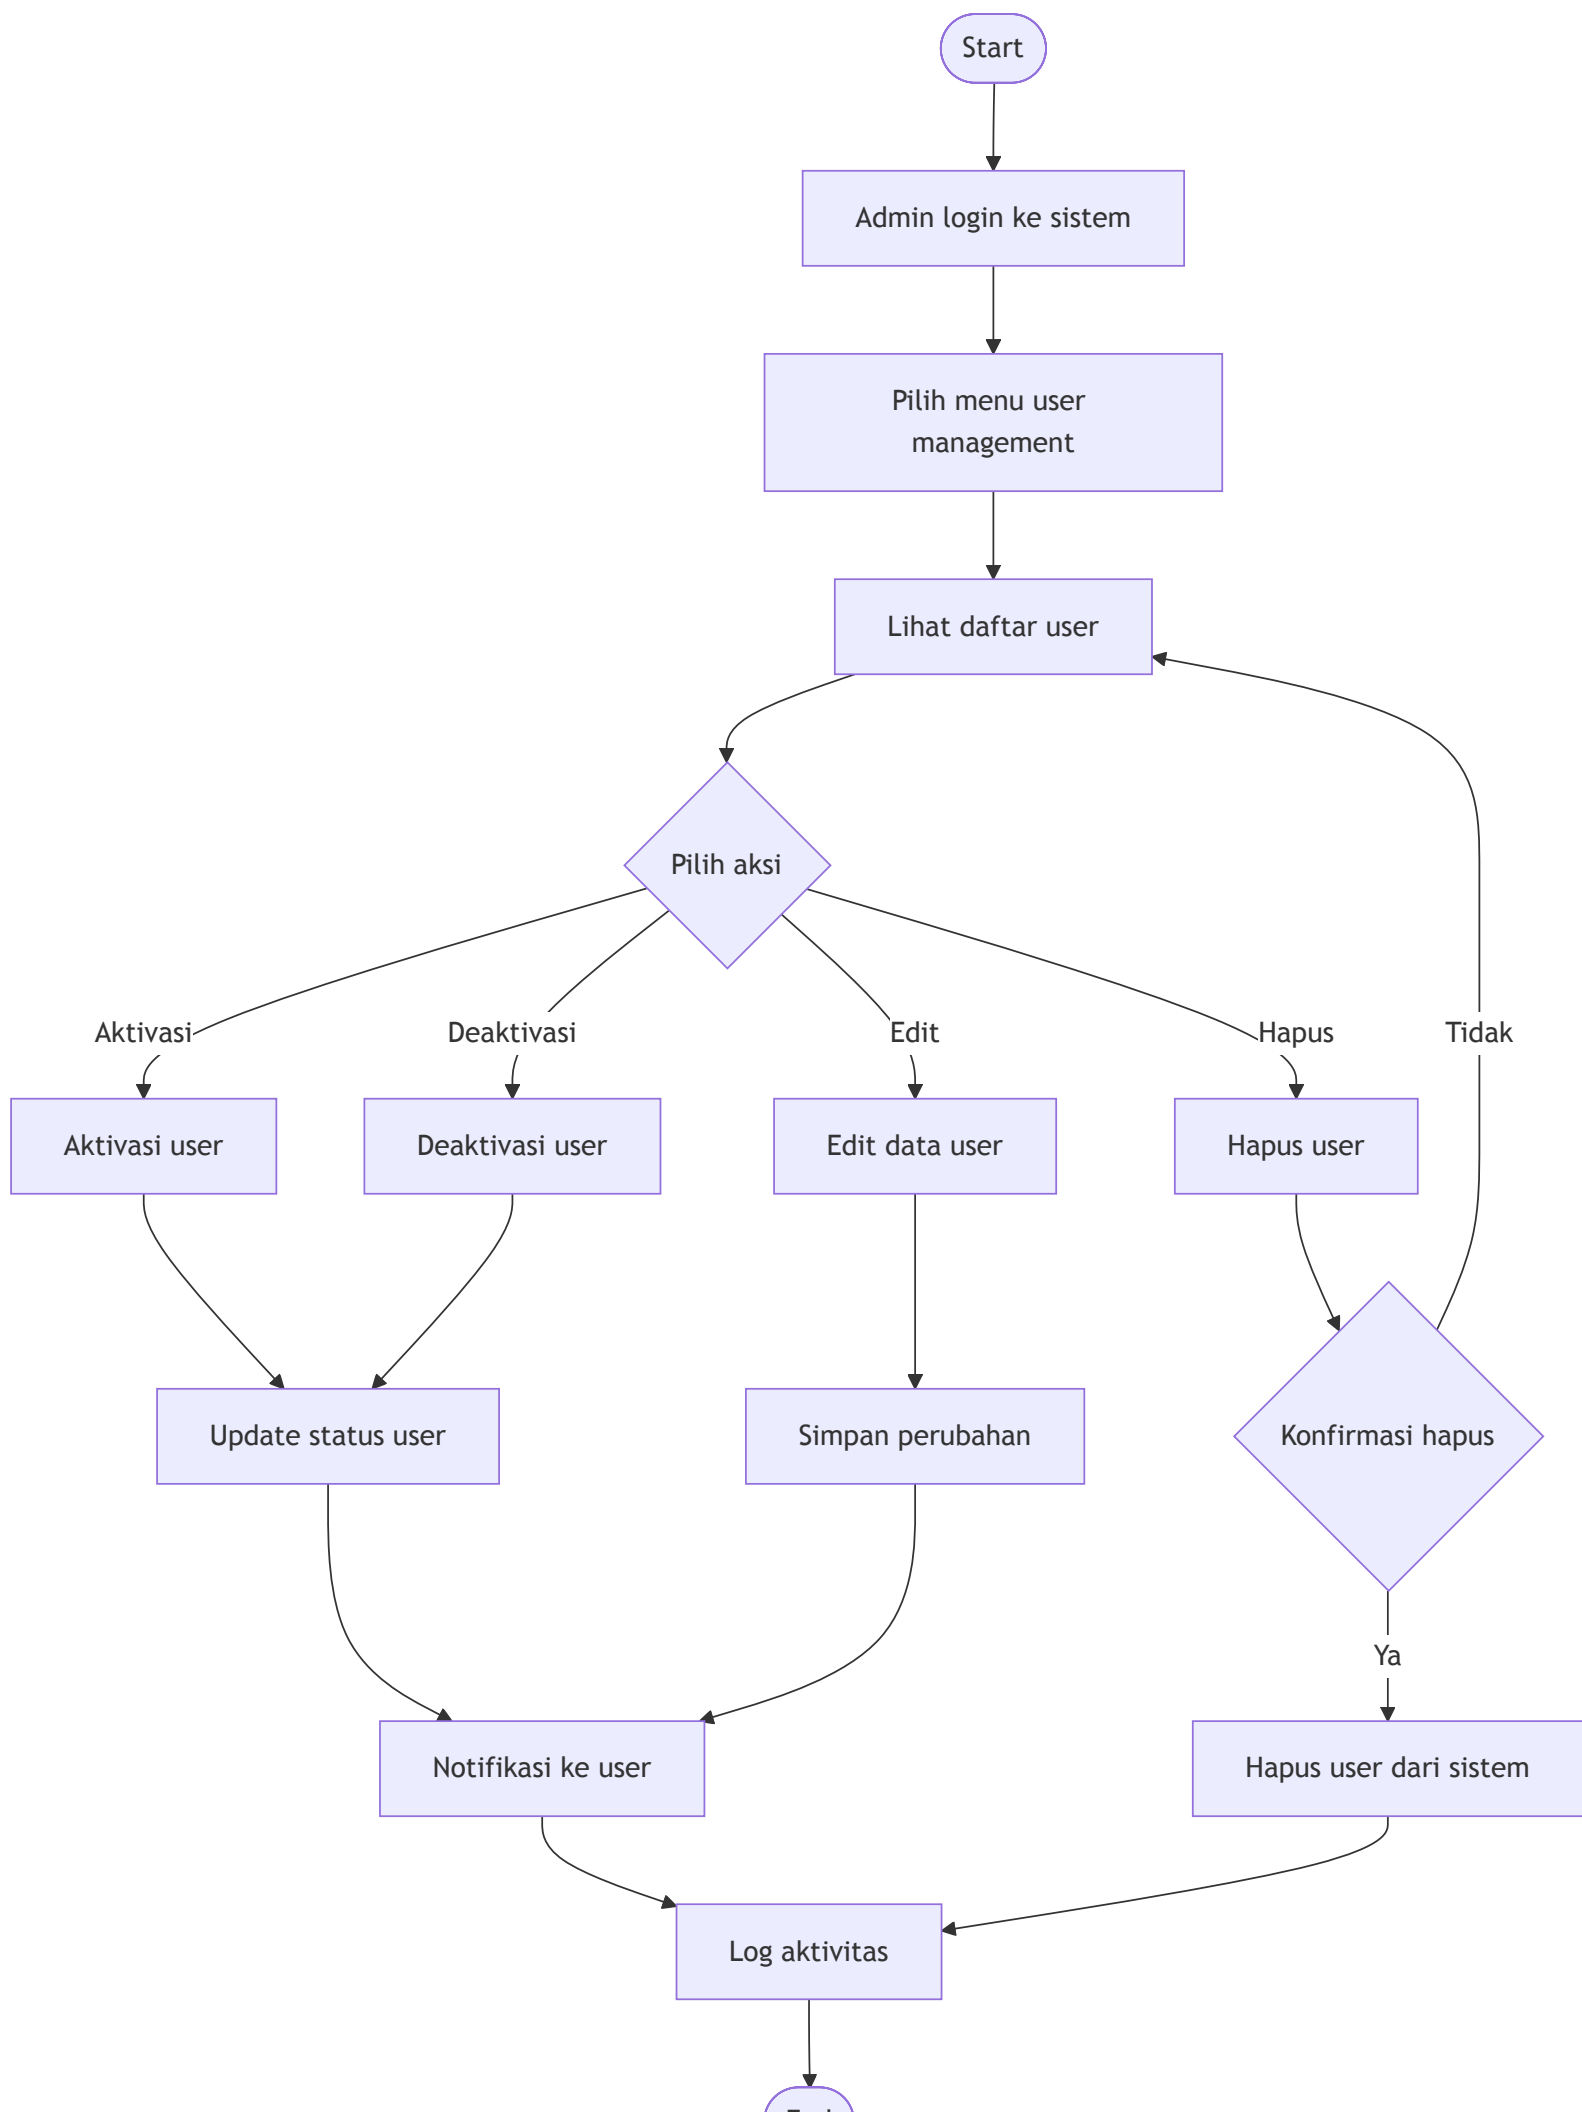 Start
Admin login ke sistem
Pilih menu user
management
Lihat daftar user
Pilih aksi
Aktivasi
Deaktivasi
Edit
Hapus
Tidak
Aktivasi user
Deaktivasi user
Edit data user
Hapus user
Update status user
Simpan perubahan
Konfirmasi hapus
Ya
Notifikasi ke user
Hapus user dari sistem
Log aktivitas